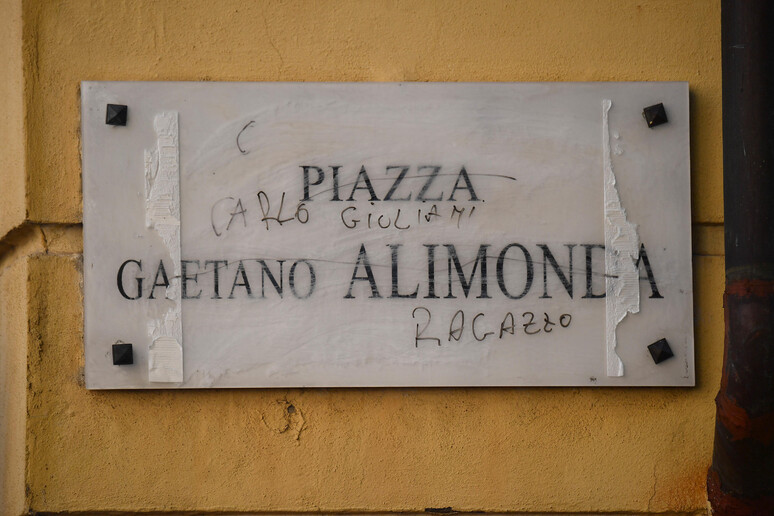 C
PIAZZA
CARLO GIULIANI
GAETANO ALIMONDA
RAGAZZO